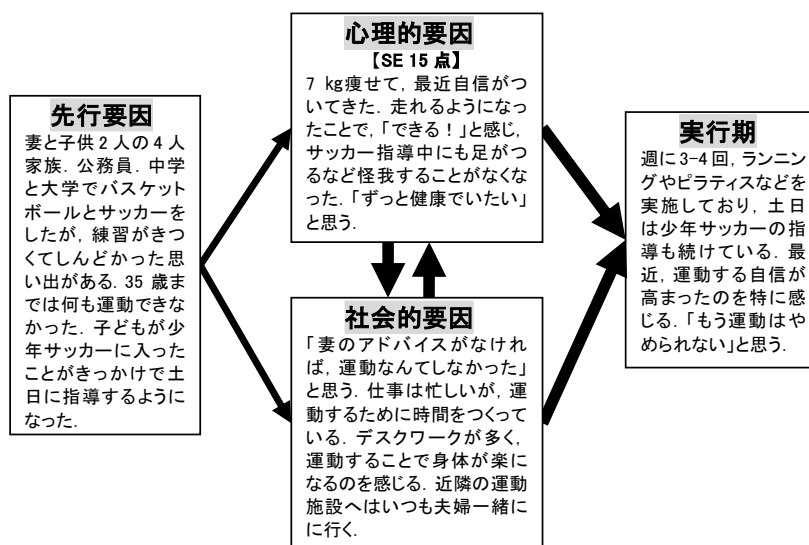 先行要因
妻と子供2人の4人
家族．公務員．中学
と大学でバスケット
ボールとサッカーを
したが，練習がきつ
くてしんどかった思
い出がある．35 歳ま
では何も運動できな
かった．子どもが少
年サッカーに入った
ことがきっかけで土
日に指導するように
なった．
心理的要因
【SE 15 点】
7 kg痩せて，最近自信がつ
いてきた．走れるようになっ
たことで，「できる！」と感じ，
サッカー指導中にも足がつ
るなど怪我することがなくな
った．「ずっと健康でいたい」
と思う．
社会的要因
「妻のアドバイスがなけれ
ば，運動なんてしなかった」
と思う．仕事は忙しいが，運
動するために時間をつくって
いる．デスクワークが多く，
運動することで身体が楽に
なるのを感じる．近隣の運動
施設へはいつも夫婦一緒に
に行く．
実行期
週に3-4回，ランニン
グやピラティスなどを
実施しており，土日
は少年サッカーの指
導も続けている．最
近，運動する自信が
高まったのを特に感
じる．「もう運動はや
められない」と思う．